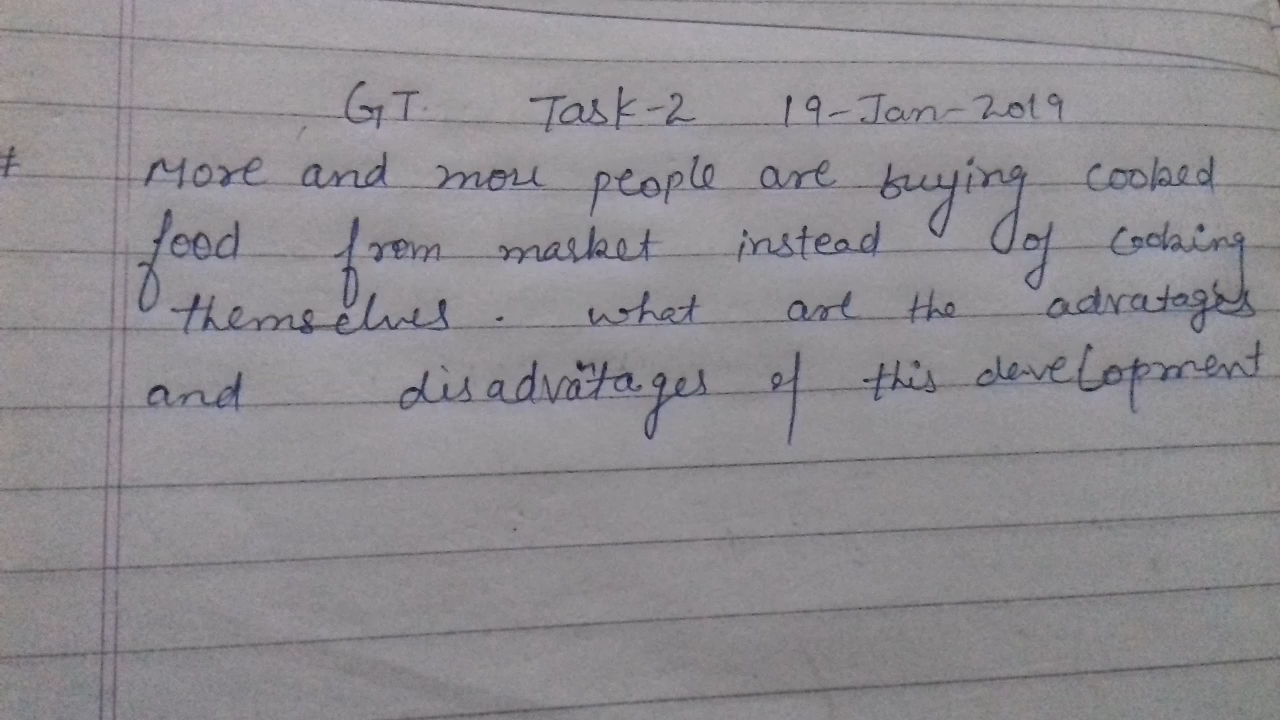 GT. Task-2 19-Jan-2019
# More and more people are buying cooked
food from market instead of cooking
themselves. what are the advatages
and disadvatages of this development